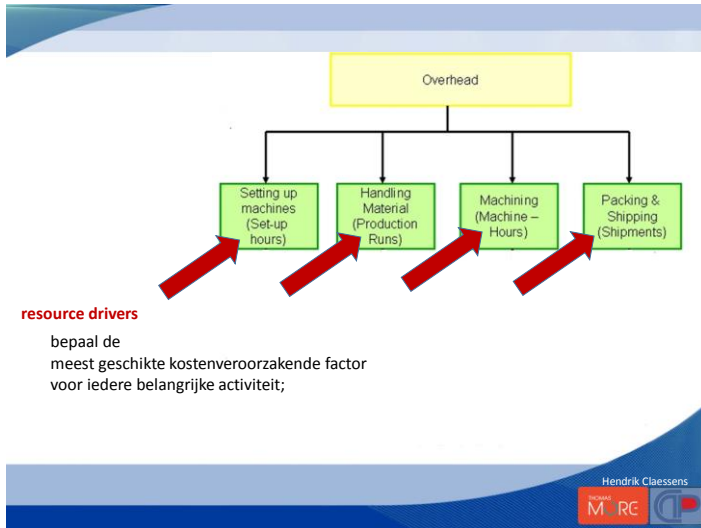 Overhead
Setting up
machines
(Set-up
hours)
Handling
Material
(Production
Runs)
Machining
(Machine –
Hours)
Packing &
Shipping
(Shipments)
resource drivers
bepaal de
meest geschikte kostenveroorzakende factor
voor iedere belangrijke activiteit;
Hendrik Claessens
THOMAS
MORE